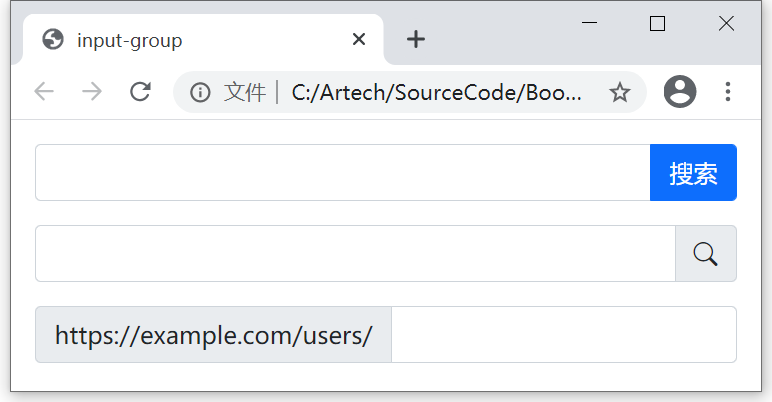 input-group
文件 C:/Artech/SourceCode/Boo...
搜索
https://example.com/users/